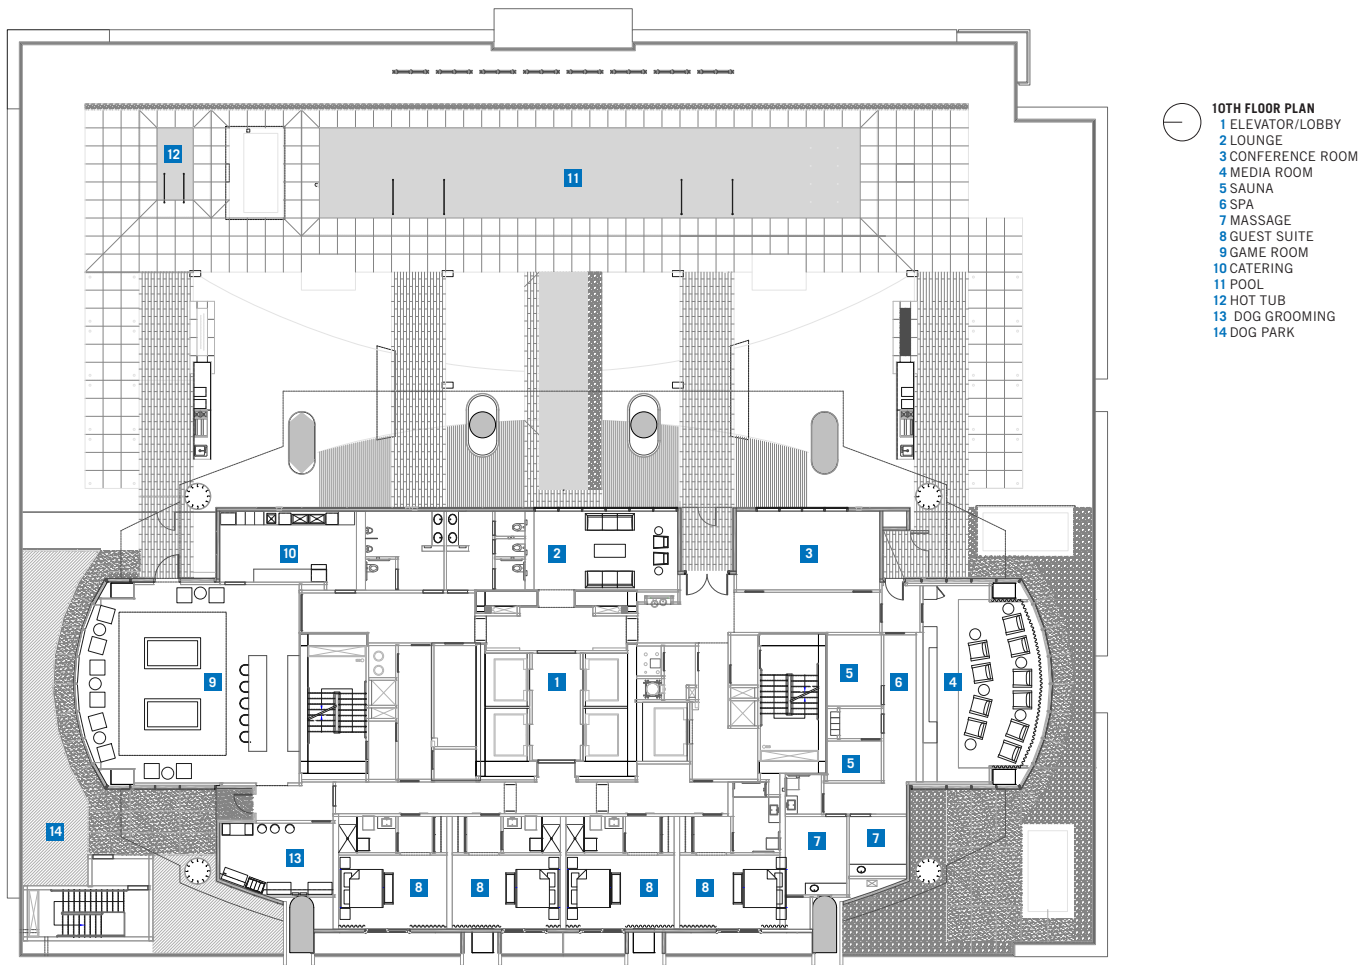 12
11
10
2
3
9
1
5
6
4
5
14
13
7
7
8
8
8
8
10TH FLOOR PLAN
1 ELEVATOR/LOBBY
2 LOUNGE
3 CONFERENCE ROOM
4 MEDIA ROOM
5 SAUNA
6 SPA
7 MASSAGE
8 GUEST SUITE
9 GAME ROOM
10 CATERING
11 POOL
12 HOT TUB
13 DOG GROOMING
14 DOG PARK